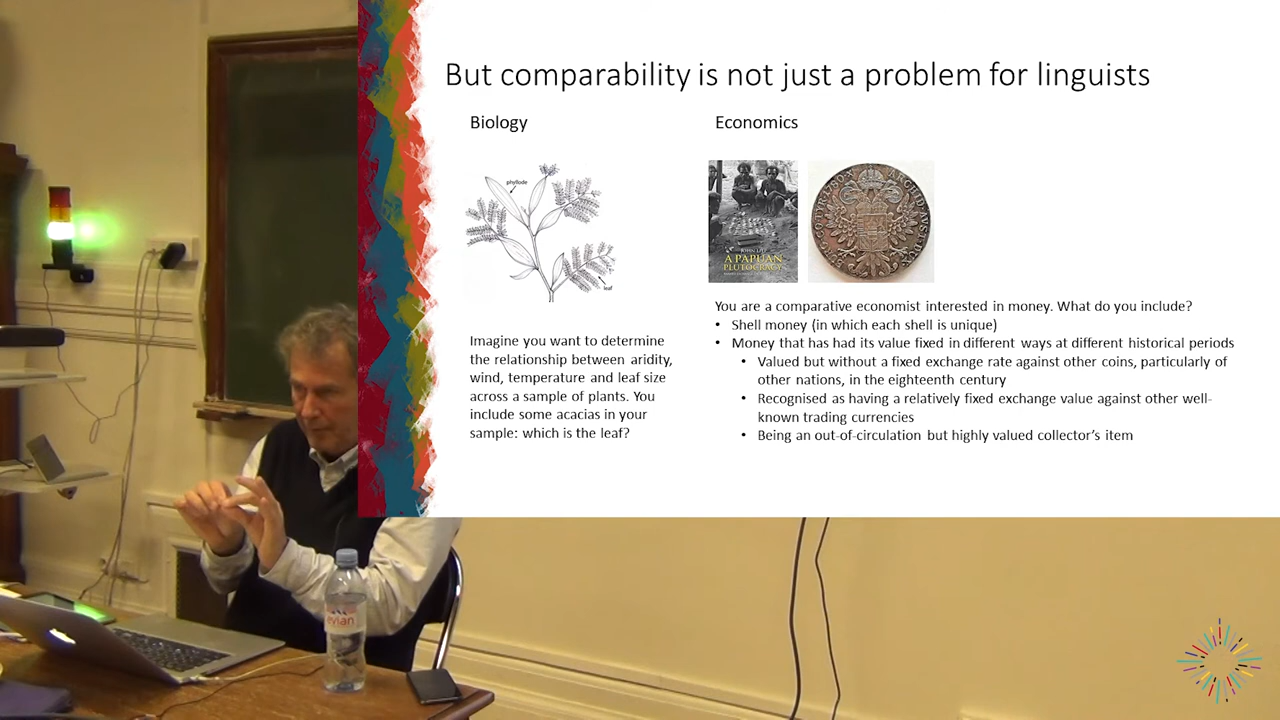 But comparability is not just a problem for linguists
Biology
Economics
phyllode
leaf
A PAPUAN
PLUTOCRACY
Imagine you want to determine
the relationship between aridity,
wind, temperature and leaf size
across a sample of plants. You
include some acacias in your
sample: which is the leaf?
You are a comparative economist interested in money. What do you include?
• Shell money (in which each shell is unique)
• Money that has had its value fixed in different ways at different historical periods
• Valued but without a fixed exchange rate against other coins, particularly of
other nations, in the eighteenth century
• Recognised as having a relatively fixed exchange value against other well-
known trading currencies
• Being an out-of-circulation but highly valued collector's item
evian